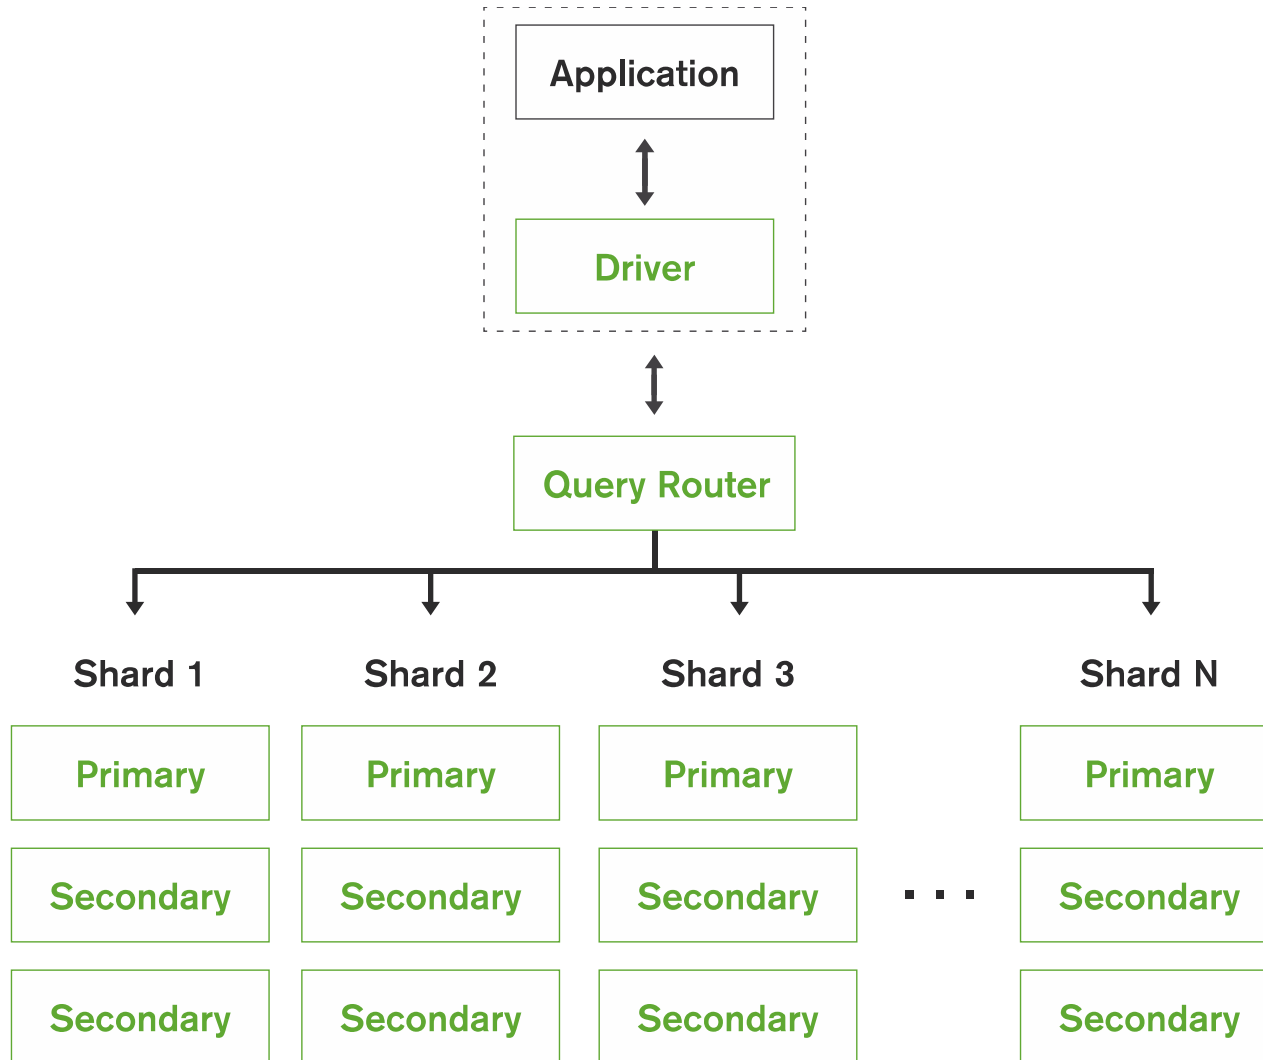 Application
Driver
Query Router
Shard 1 Shard 2 Shard 3 Shard N
Primary Primary Primary Primary
Secondary Secondary Secondary . . . Secondary
Secondary Secondary Secondary Secondary